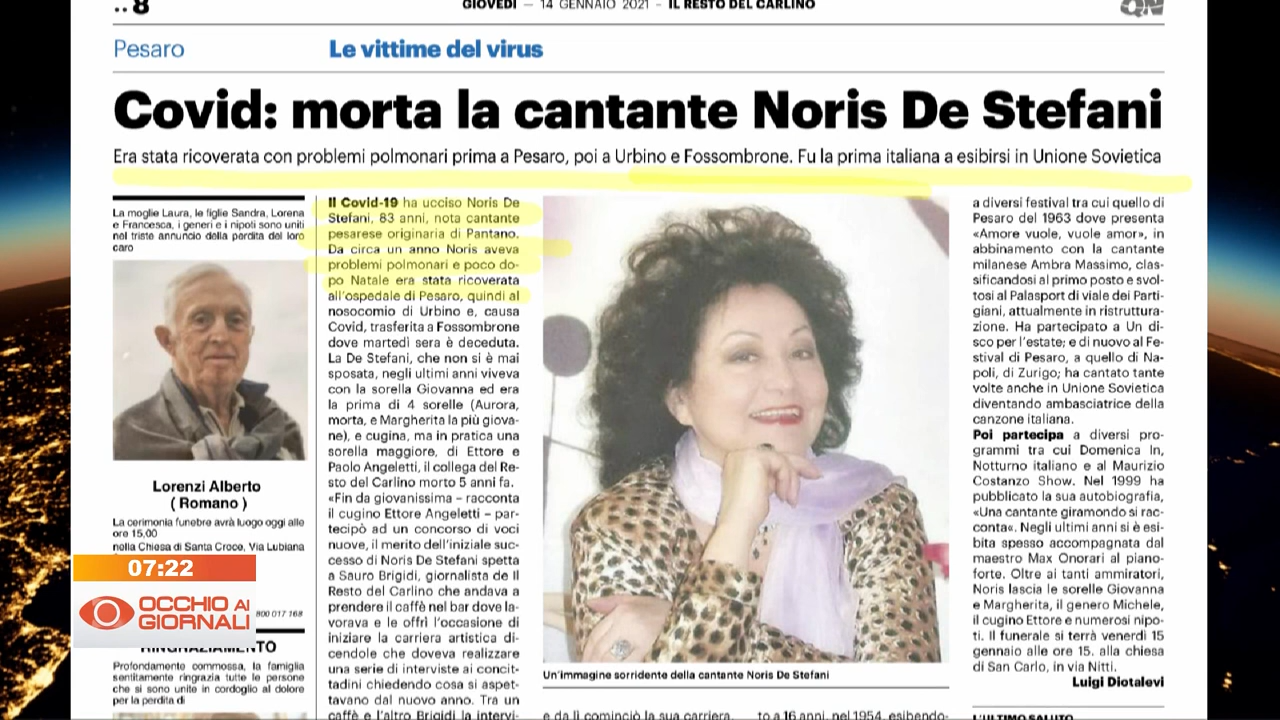 8
GIOVEDÌ — 14 GENNAIO 2021 – IL RESTO DEL CARLINO
QN
Pesaro
Le vittime del virus
Covid: morta la cantante Noris De Stefani
Era stata ricoverata con problemi polmonari prima a Pesaro, poi a Urbino e Fossombrone. Fu la prima italiana a esibirsi in Unione Sovietica
La moglie Laura, le figlie Sandra, Lorena
e Francesca, i generi e i nipoti sono uniti
nel triste annuncio della perdita del loro
caro
Lorenzi Alberto
( Romano )
La cerimonia funebre avrà luogo oggi alle
ore 15,00
nella Chiesa di Santa Croce, Via Lubiana
800 017 168
RINGRAZIAMENTO
Profondamente commossa, la famiglia
sentitamente ringrazia tutte le persone
che si sono unite in cordoglio al dolore
per la perdita di
Il Covid-19 ha ucciso Noris De
Stefani, 83 anni, nota cantante
pesarese originaria di Pantano.
Da circa un anno Noris aveva
problemi polmonari e poco do-
po Natale era stata ricoverata
all'ospedale di Pesaro, quindi al
nosocomio di Urbino e, causa
Covid, trasferita a Fossombrone
dove martedì sera è deceduta.
La De Stefani, che non si è mai
sposata, negli ultimi anni viveva
con la sorella Giovanna ed era
la prima di 4 sorelle (Aurora,
morta, e Margherita la più giova-
ne), e cugina, ma in pratica una
sorella maggiore, di Ettore e
Paolo Angeletti, il collega del Re-
sto del Carlino morto 5 anni fa.
«Fin da giovanissima – racconta
il cugino Ettore Angeletti – par-
tecipò ad un concorso di voci
nuove, il merito dell'iniziale suc-
cesso di Noris De Stefani spetta
a Sauro Brigidi, giornalista de Il
Resto del Carlino che andava a
prendere il caffè nel bar dove la-
vorava e le offrì l'occasione di
iniziare la carriera artistica di-
cendole che doveva realizzare
una serie di interviste ai concit-
tadini chiedendo cosa si aspet-
tavano dal nuovo anno. Tra un
caffè e l'altro Brigidi la intervi-
Un'immagine sorridente della cantante Noris De Stefani
e da lì cominciò la sua carriera.
to a 16 anni, nel 1954, esibendo-
a diversi festival tra cui quello di
Pesaro del 1963 dove presenta
«Amore vuole, vuole amor», in
abbinamento con la cantante
milanese Ambra Massimo, clas-
sificandosi al primo posto e svol-
tosi al Palasport di viale dei Parti-
giani, attualmente in ristruttura-
zione. Ha partecipato a Un di-
sco per l'estate; e di nuovo al Fe-
stival di Pesaro, a quello di Na-
poli, di Zurigo; ha cantato tante
volte anche in Unione Sovietica
diventando ambasciatrice della
canzone italiana.
Poi partecipa a diversi pro-
grammi tra cui Domenica In,
Notturno italiano e al Maurizio
Costanzo Show. Nel 1999 ha
pubblicato la sua autobiografia,
«Una cantante giramondo si rac-
conta«. Negli ultimi anni si è esi-
bita spesso accompagnata dal
maestro Max Onorari al piano-
forte. Oltre ai tanti ammiratori,
Noris lascia le sorelle Giovanna
e Margherita, il genero Michele,
il cugino Ettore e numerosi nipo-
ti. Il funerale si terrà venerdì 15
gennaio alle ore 15. alla chiesa
di San Carlo, in via Nitti.
Luigi Diotalevi
L'ULTIMO SALUTO
07:22
OCCHIO AI
GIORNALI